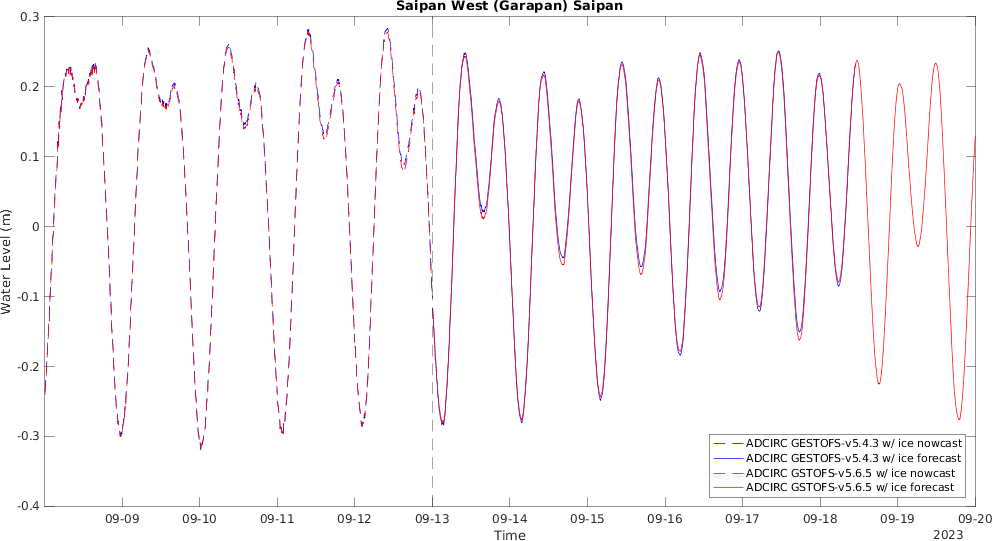 Saipan West (Garapan) Saipan
0.3
0.2
0.1
0
-0.1
-0.2
-0.3
-0.4
Water Level (m)
ADCIRC GESTOFS-v5.4.3 w/ ice nowcast
ADCIRC GESTOFS-v5.4.3 w/ ice forecast
ADCIRC GSTOFS-v5.6.5 w/ ice nowcast
ADCIRC GSTOFS-v5.6.5 w/ ice forecast
09-09 09-10 09-11 09-12 09-13 09-14 09-15 09-16 09-17 09-18 09-19 09-20
Time
2023